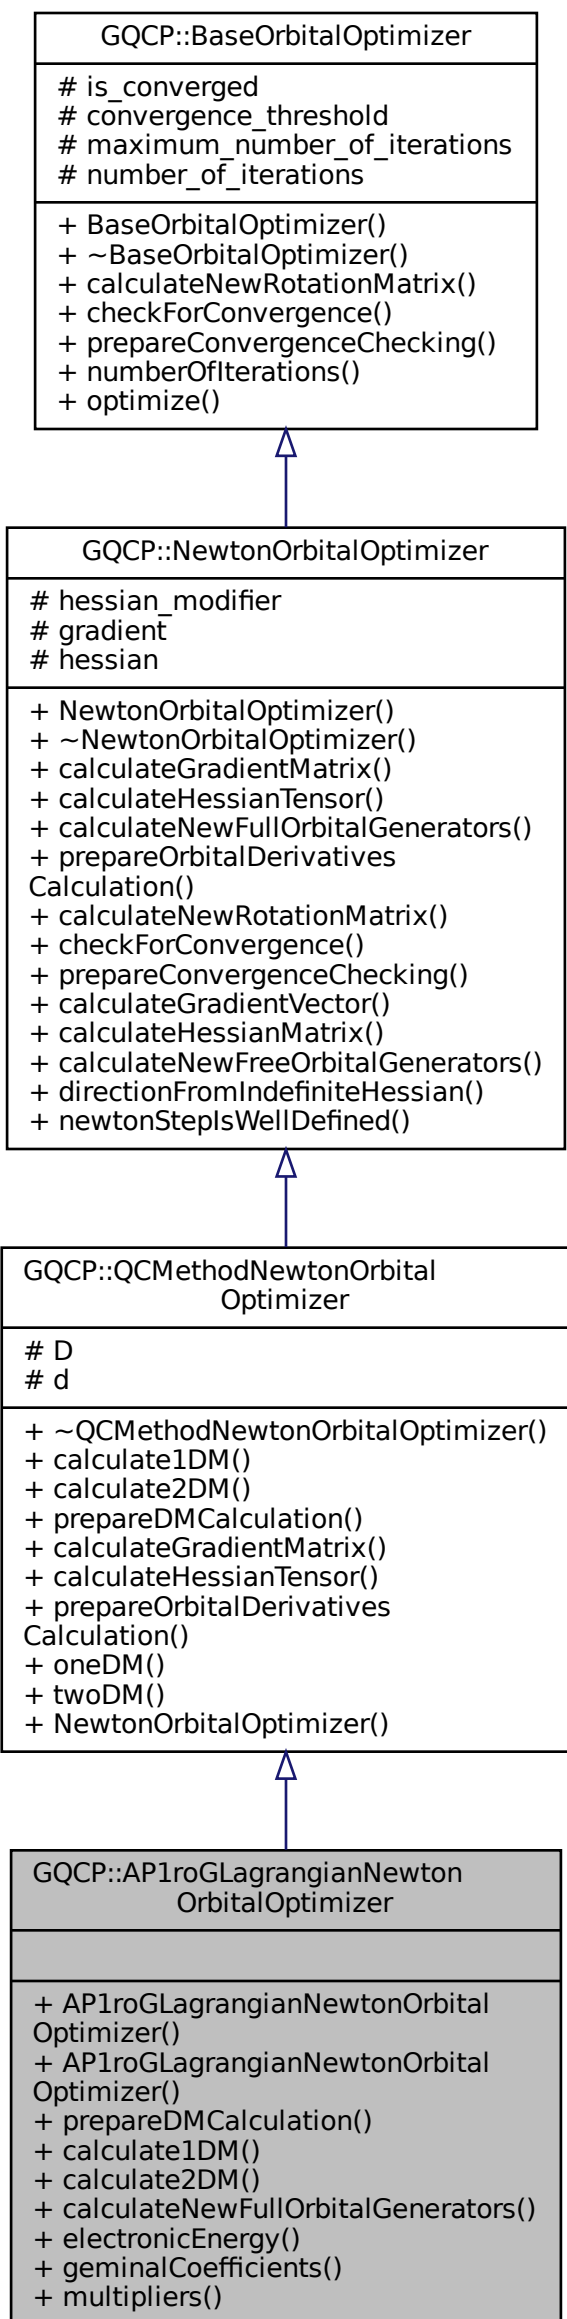 GQCP::BaseOrbitalOptimizer
# is_converged
# convergence_threshold
# maximum_number_of_iterations
# number_of_iterations
+ BaseOrbitalOptimizer()
+ ~BaseOrbitalOptimizer()
+ calculateNewRotationMatrix()
+ checkForConvergence()
+ prepareConvergenceChecking()
+ numberOfIterations()
+ optimize()
GQCP::NewtonOrbitalOptimizer
# hessian_modifier
# gradient
# hessian
+ NewtonOrbitalOptimizer()
+ ~NewtonOrbitalOptimizer()
+ calculateGradientMatrix()
+ calculateHessianTensor()
+ calculateNewFullOrbitalGenerators()
+ prepareOrbitalDerivatives
Calculation()
+ calculateNewRotationMatrix()
+ checkForConvergence()
+ prepareConvergenceChecking()
+ calculateGradientVector()
+ calculateHessianMatrix()
+ calculateNewFreeOrbitalGenerators()
+ directionFromIndefiniteHessian()
+ newtonStepIsWellDefined()
GQCP::QCMethodNewtonOrbital
Optimizer
# D
# d
+ ~QCMethodNewtonOrbitalOptimizer()
+ calculate1DM()
+ calculate2DM()
+ prepareDMCalculation()
+ calculateGradientMatrix()
+ calculateHessianTensor()
+ prepareOrbitalDerivatives
Calculation()
+ oneDM()
+ twoDM()
+ NewtonOrbitalOptimizer()
GQCP::AP1roGLagrangianNewton
OrbitalOptimizer
+ AP1roGLagrangianNewtonOrbital
Optimizer()
+ AP1roGLagrangianNewtonOrbital
Optimizer()
+ prepareDMCalculation()
+ calculate1DM()
+ calculate2DM()
+ calculateNewFullOrbitalGenerators()
+ electronicEnergy()
+ geminalCoefficients()
+ multipliers()